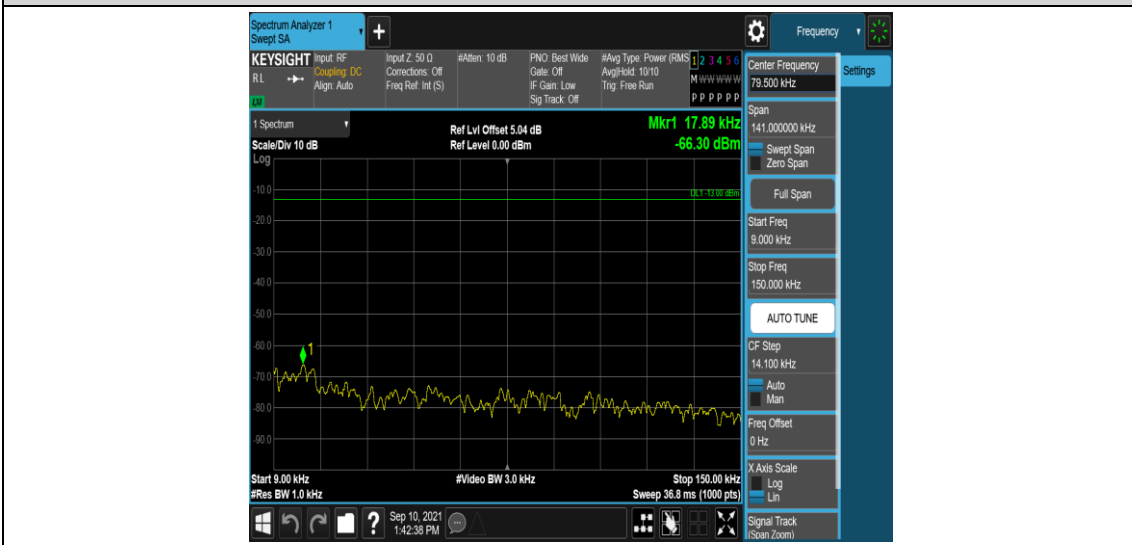 Spectrum Analyzer 1
Swept SA
+
Frequency
KEYSIGHT
Input: RF
Input Z: 50 Ω
#Atten: 10 dB
PNO: Best Wide
#Avg Type: Power (RMS
1 2 3 4 5 6
RL
Coupling: DC
Corrections: Off
Gate: Off
Avg|Hold: 10/10
M W W W W W
Align: Auto
Freq Ref: Int (S)
IF Gain: Low
Trig: Free Run
Sig Track: Off
P P P P P P
1 Spectrum
Ref Lvl Offset 5.04 dB
Mkr1 17.89 kHz
Scale/Div 10 dB
Ref Level 0.00 dBm
-66.30 dBm
Log
DL1 -13.00 dBm
-10.0
-20.0
-30.0
-40.0
-50.0
-60.0
1
-70.0
-80.0
-90.0
Start 9.00 kHz
#Video BW 3.0 kHz
Stop 150.00 kHz
#Res BW 1.0 kHz
Sweep 36.8 ms (1000 pts)
?
Sep 10, 2021
1:42:38 PM
Center Frequency
79.500 kHz
Settings
Span
141.000000 kHz
Swept Span
Zero Span
Full Span
Start Freq
9.000 kHz
Stop Freq
150.000 kHz
AUTO TUNE
CF Step
14.100 kHz
Auto
Man
Freq Offset
0 Hz
X Axis Scale
Log
Lin
Signal Track
(Span Zoom)